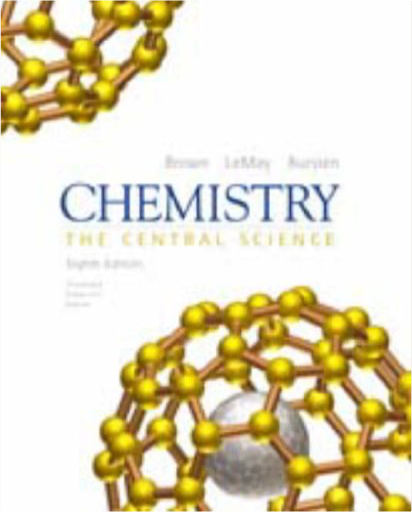 Brown LeMay Bursten
CHEMISTRY
THE CENTRAL SCIENCE
Eighth Edition